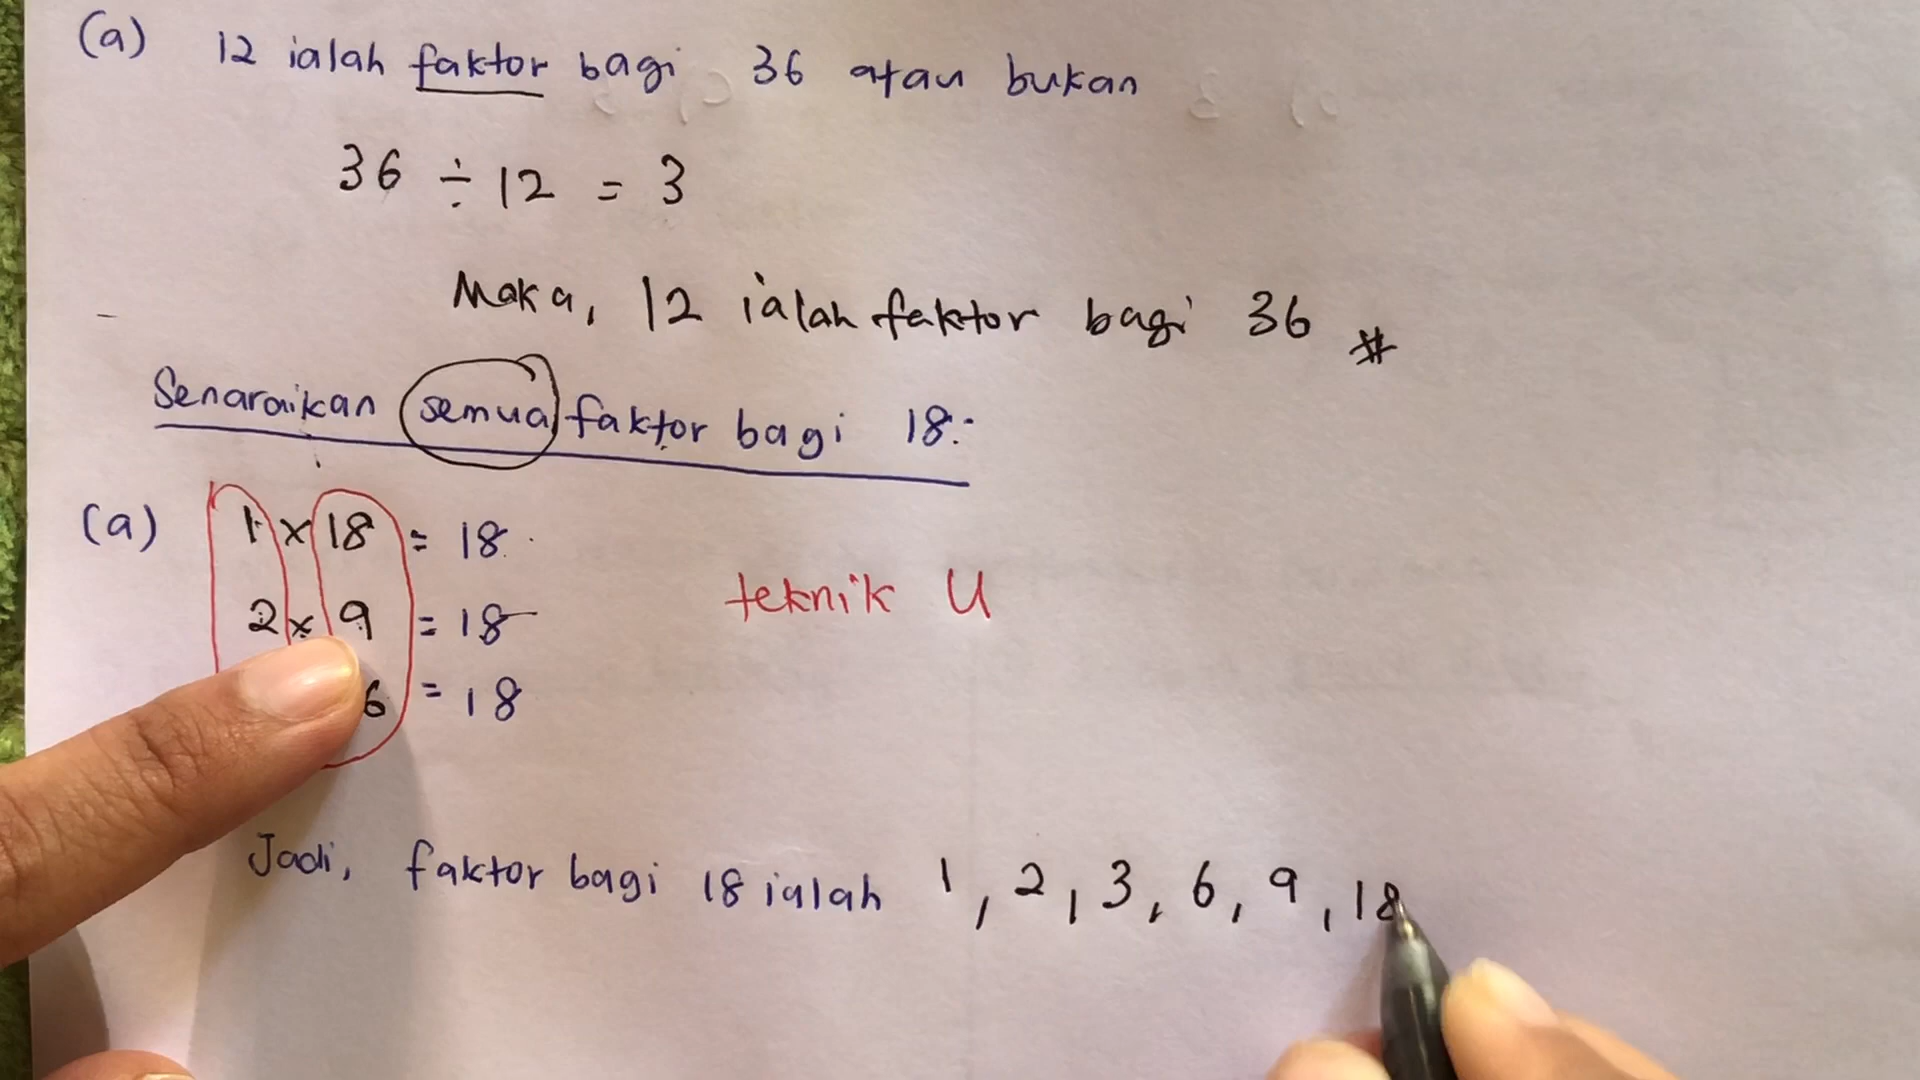 (a) 12 ialah faktor bagi 36 atau bukan
36 ÷ 12 = 3
Maka, 12 ialah faktor bagi 36 #
Senaraikan semua faktor bagi 18:-
(a) 1 x 18 = 18
2 x 9 = 18
teknik U
6 = 18
Jadi, faktor bagi 18 ialah 1, 2, 3, 6, 9, 18